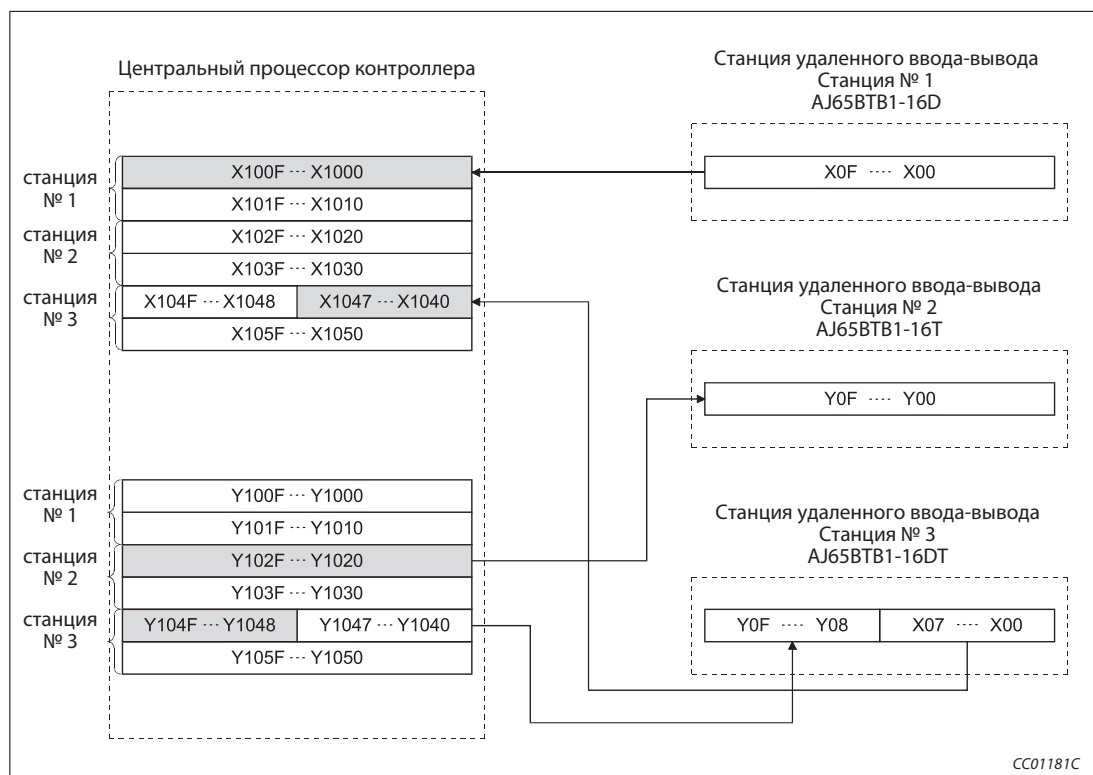 Центральный процессор контроллера
станция
№ 1
X100F ··· X1000
X101F ··· X1010
станция
№ 2
X102F ··· X1020
X103F ··· X1030
станция
№ 3
X104F ··· X1048
X1047 ··· X1040
X105F ··· X1050
станция
№ 1
Y100F ··· Y1000
Y101F ··· Y1010
станция
№ 2
Y102F ··· Y1020
Y103F ··· Y1030
станция
№ 3
Y104F ··· Y1048
Y1047 ··· Y1040
Y105F ··· Y1050
Станция удаленного ввода-вывода
Станция № 1
AJ65BTB1-16D
X0F ···· X00
Станция удаленного ввода-вывода
Станция № 2
AJ65BTB1-16T
Y0F ···· Y00
Станция удаленного ввода-вывода
Станция № 3
AJ65BTB1-16DT
Y0F ···· Y08
X07 ···· X00
CC01181C